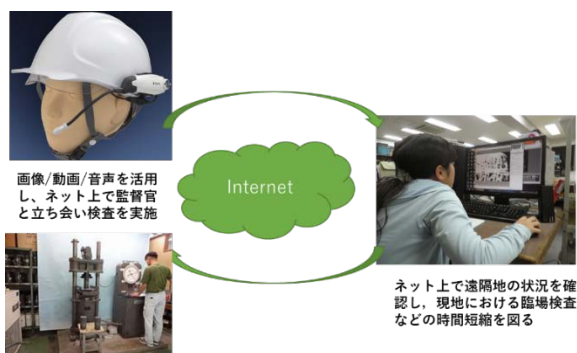 画像/動画/音声を活用
し、ネット上で監督官
と立ち会い検査を実施
Internet
ネット上で遠隔地の状況を確
認し，現地における臨場検査
などの時間短縮を図る